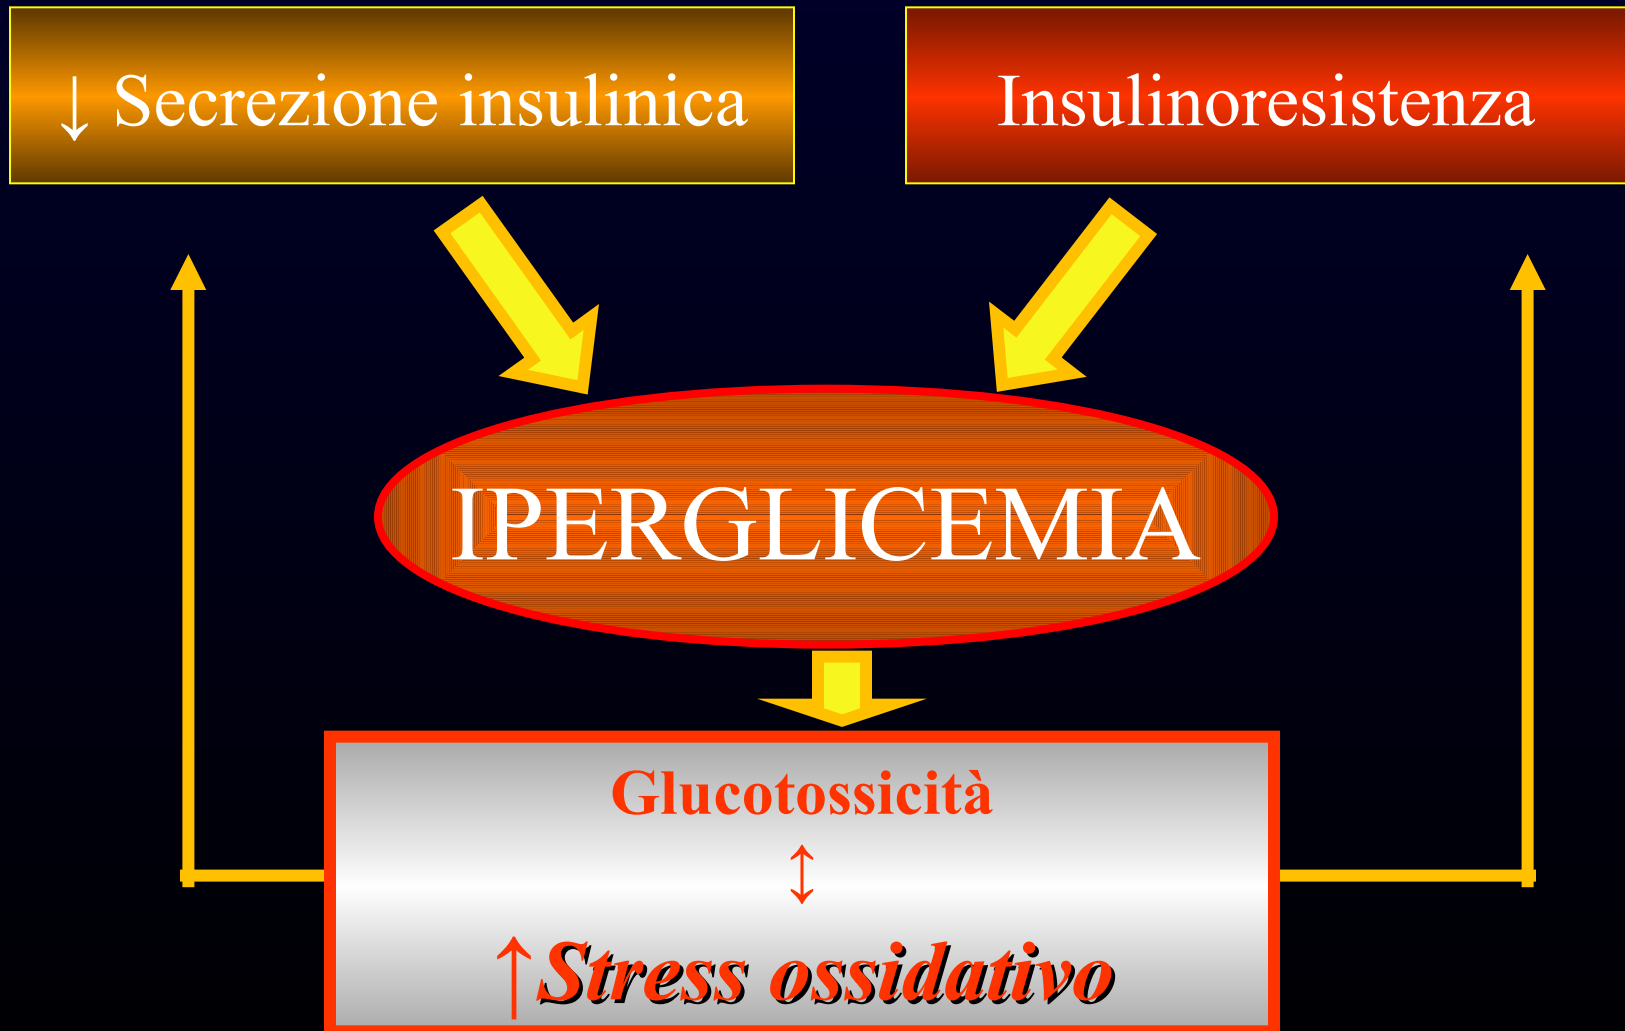 ↓ Secrezione insulinica
Insulinoresistenza
IPERGLICEMIA
Glucotossicità
↕
↑Stress ossidativo